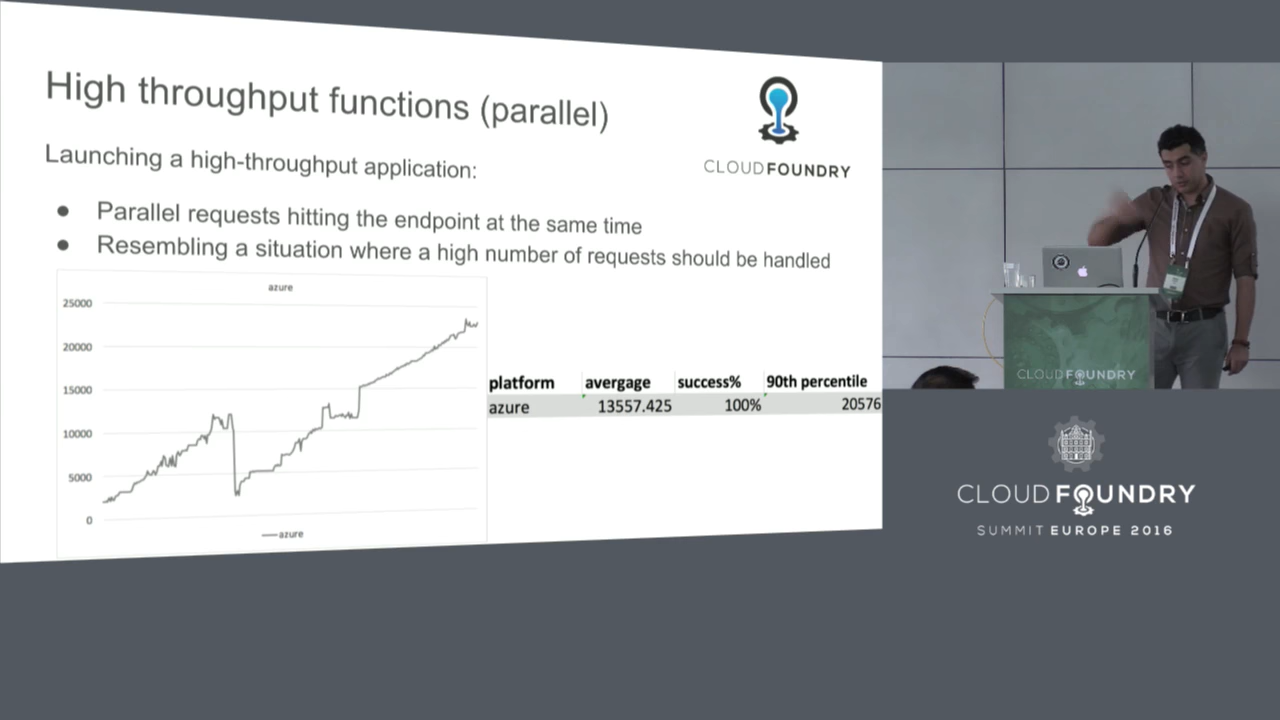 High throughput functions (parallel)
CLOUDFOUNDRY
Launching a high-throughput application:
● Parallel requests hitting the endpoint at the same time
● Resembling a situation where a high number of requests should be handled
azure
25000
20000
15000
10000
5000
0
azure
platform avergage success% 90th percentile
azure 13557.425 100% 20576
CLOUDFOUNDRY
CLOUD FOUNDRY
SUMMIT EUROPE 2016